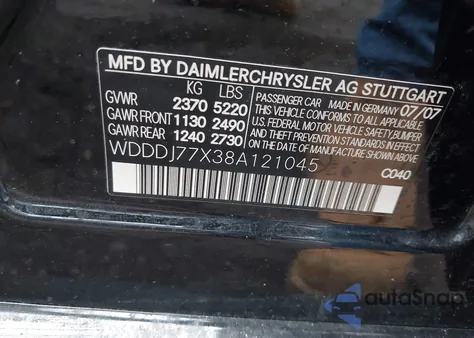 MFD BY DAIMLERCHRYSLER AG STUTTGART
KG LBS MADE IN GERMANY 07/07
GVWR 2370 5220 THIS VEHICLE CONFORMS TO ALL APPLICABLE
GAWR FRONT 1130 2490 U.S. FEDERAL MOTOR VEHICLE SAFETY/BUMPER
GAWR REAR 1240 2730 AND THEFT PREVENTION STANDARDS IN EFFECT
ON THE DATE OF MANUFACTURE SHOWN ABOVE.
WDDDJ77X38A121045
C040
autoSnap